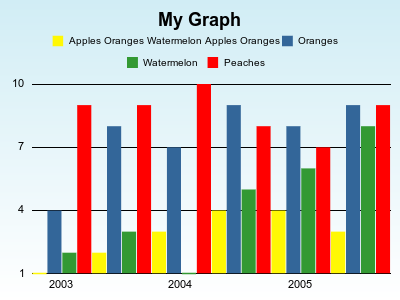 My Graph
Apples Oranges Watermelon Apples Oranges Oranges
Watermelon Peaches
10
7
4
1
2003 2004 2005